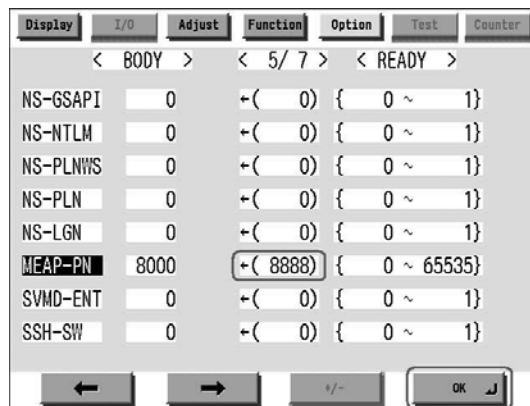 Display I/O Adjust Function Option Test Counter
< BODY > < 5/ 7 > < READY >
NS-GSAPI 0 ←( 0) { 0 ~ 1}
NS-NTLM 0 ←( 0) { 0 ~ 1}
NS-PLNWS 0 ←( 0) { 0 ~ 1}
NS-PLN 0 ←( 0) { 0 ~ 1}
NS-LGN 0 ←( 0) { 0 ~ 1}
MEAP-PN 8000 ←( 8888) { 0 ~ 65535}
SVMD-ENT 0 ←( 0) { 0 ~ 1}
SSH-SW 0 ←( 0) { 0 ~ 1}
← → +/- OK ↵